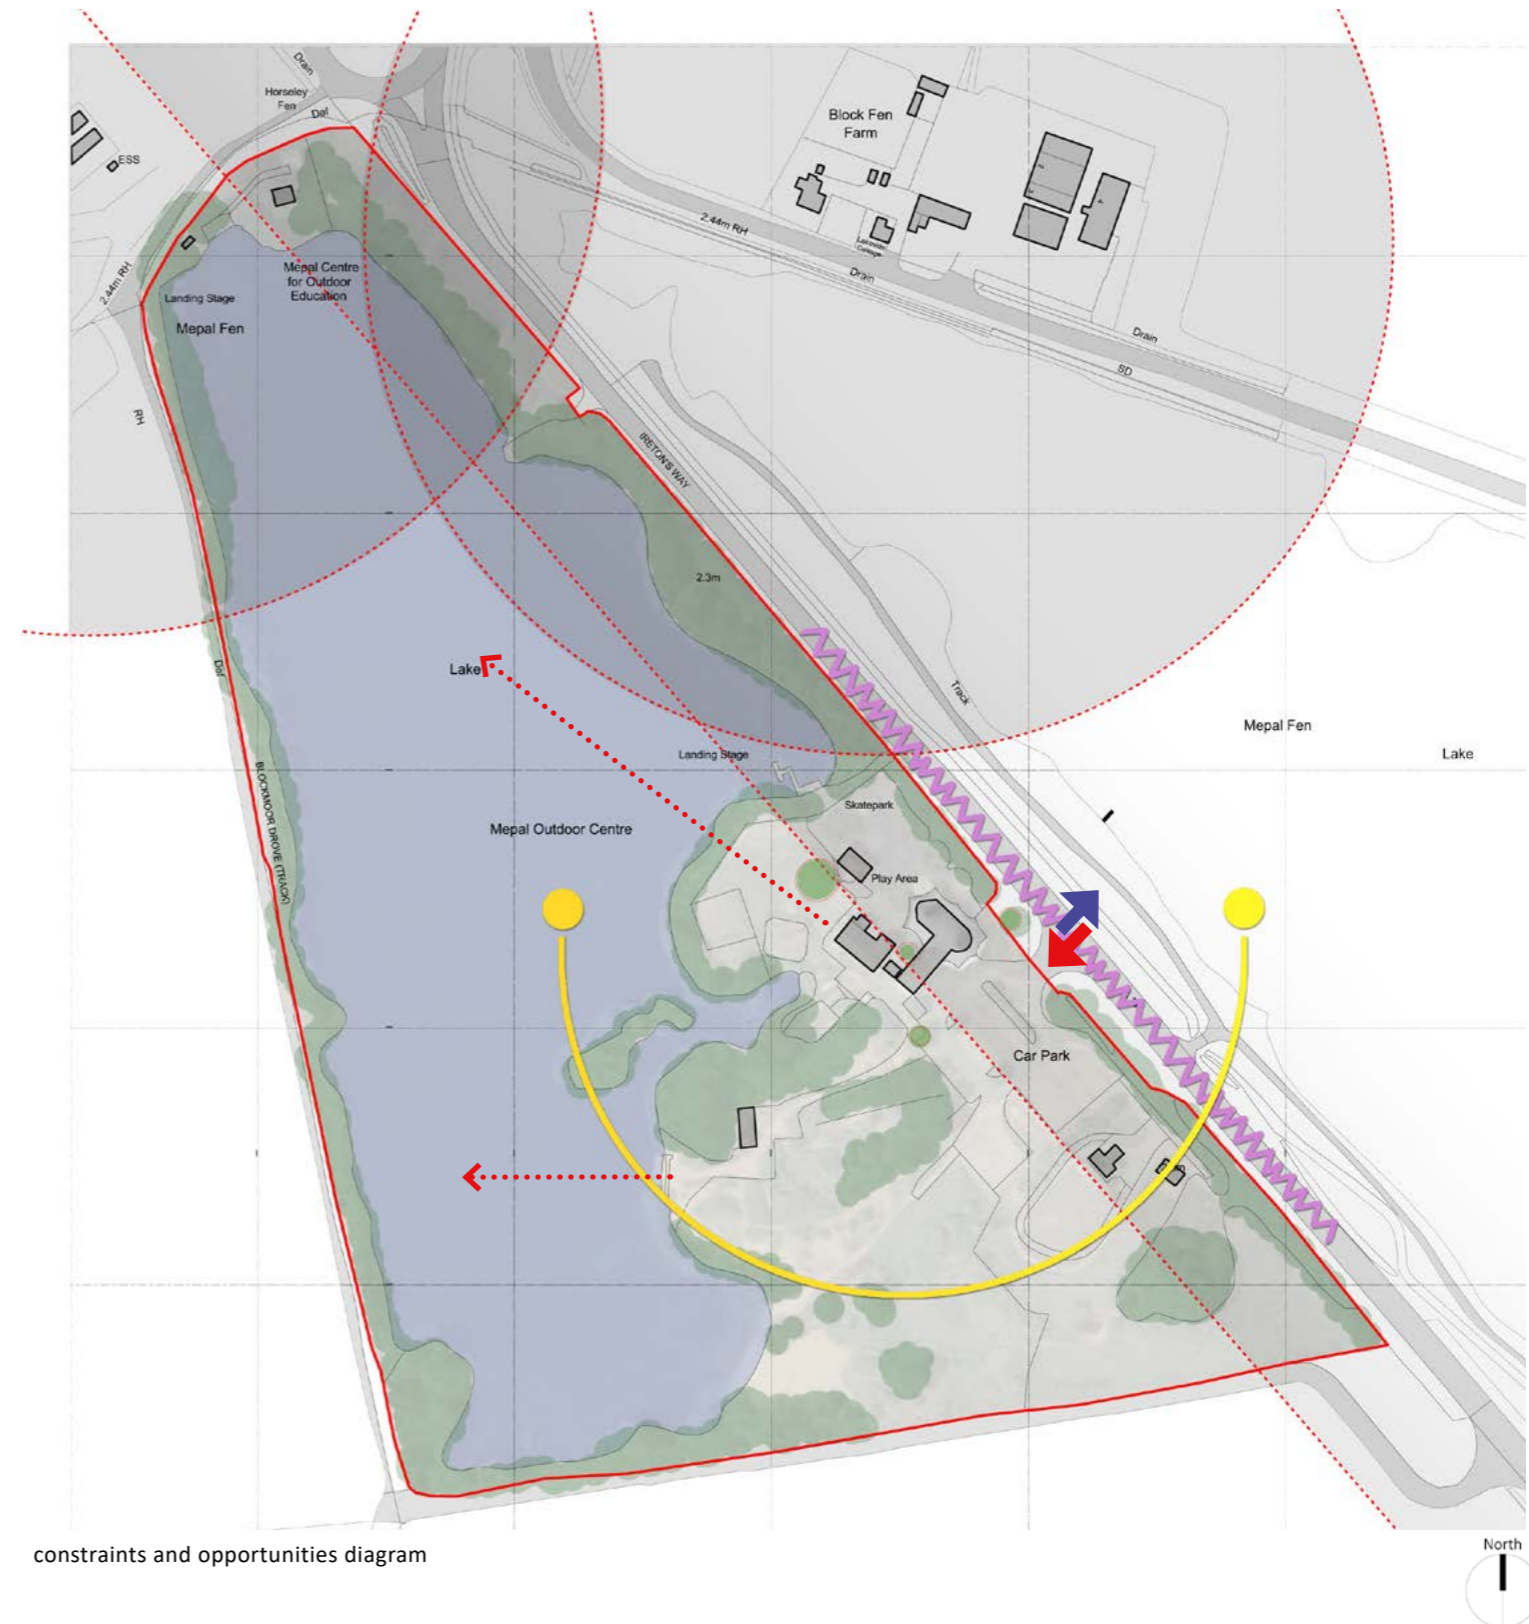 Drain
Horseley
Fen
Def
ESS
Block Fen
Farm
2.44m RH
Drain
Drain
SD
2.44m RH
Mepal Centre
for Outdoor
Education
Landing Stage
Mepal Fen
RH
IRETON'S WAY
2.3m
Def
Lake
Track
Mepal Fen
Lake
Landing Stage
BLOCKMOOR DROVE (TRACK)
Mepal Outdoor Centre
Skatepark
Play Area
Car Park
constraints and opportunities diagram
North